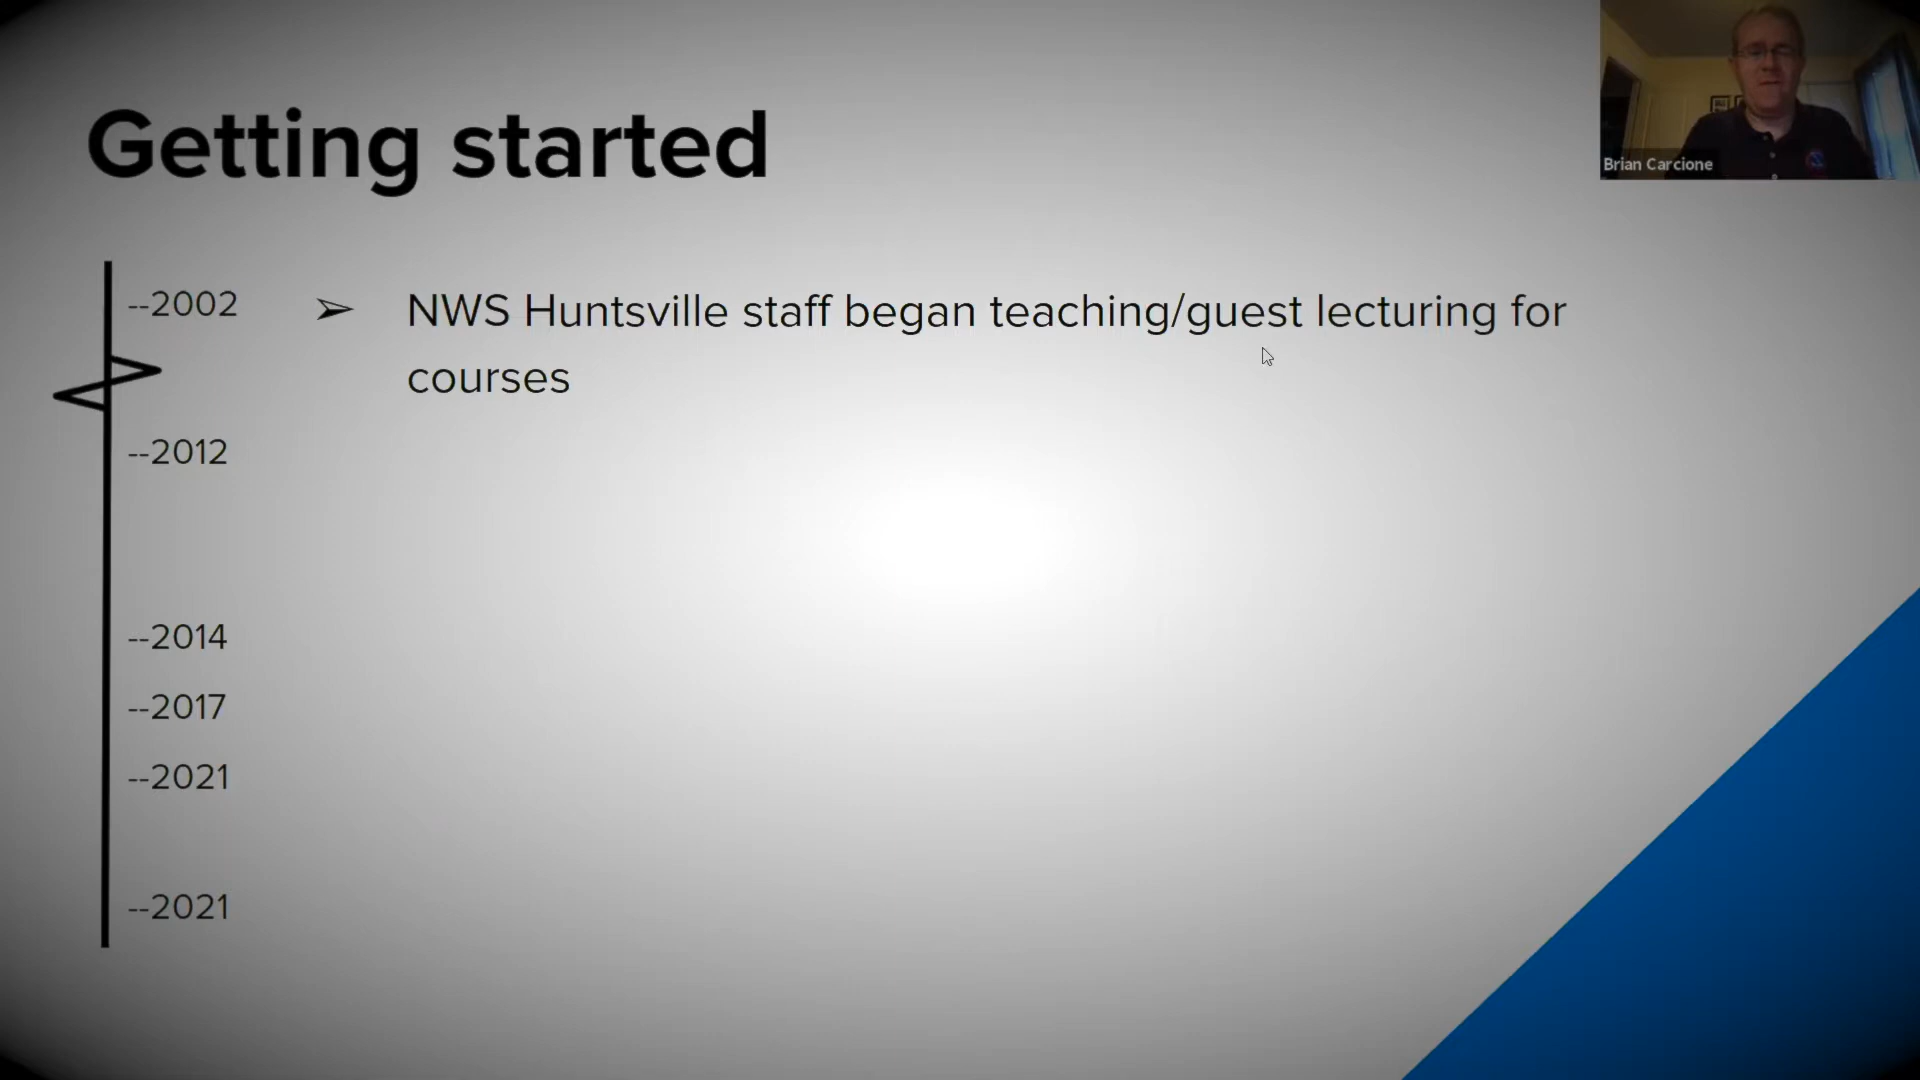 Brian Carcione
Getting started
--2002
➢ NWS Huntsville staff began teaching/guest lecturing for
courses
--2012
--2014
--2017
--2021
--2021